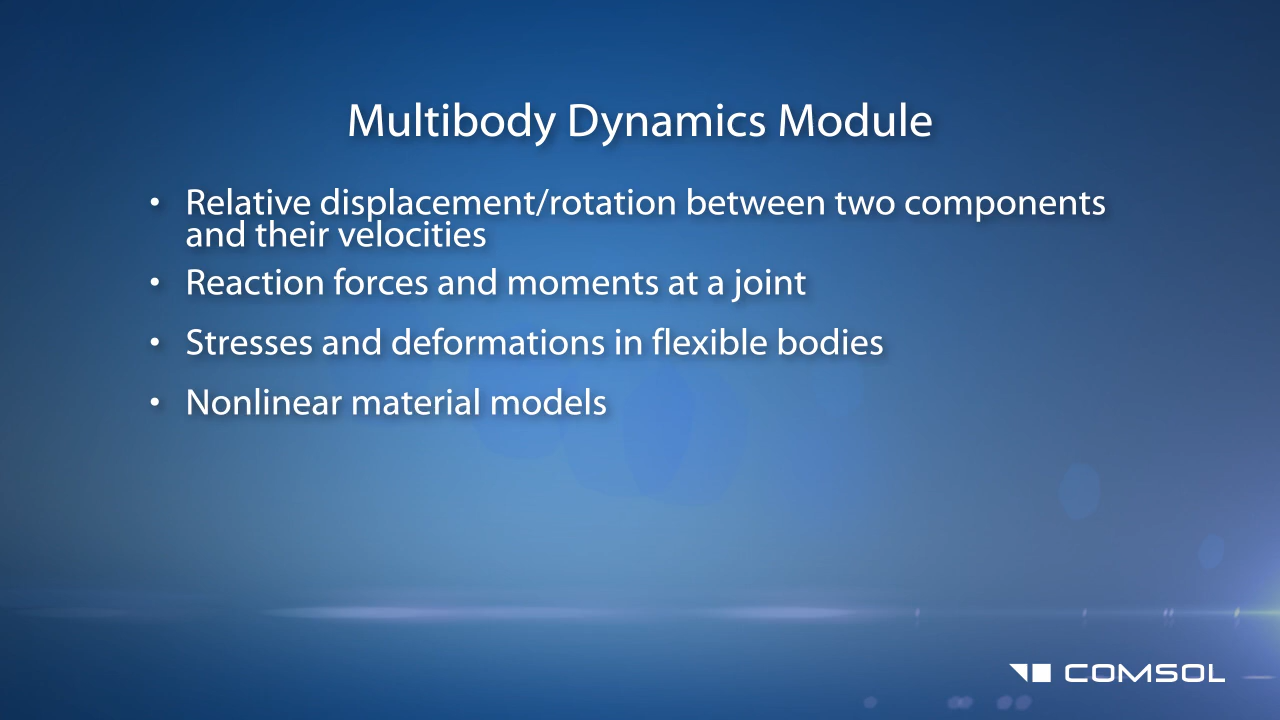 Multibody Dynamics Module
• Relative displacement/rotation between two components
and their velocities
• Reaction forces and moments at a joint
• Stresses and deformations in flexible bodies
• Nonlinear material models
COMSOL